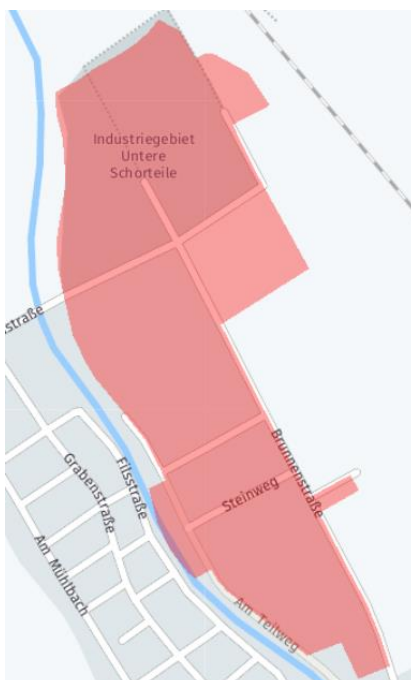 Industriegebiet
Untere
Schorteile
straße
Filsstraße
Grabenstraße
Am Mühlbach
Brunnenstraße
Steinweg
Am Teilweg